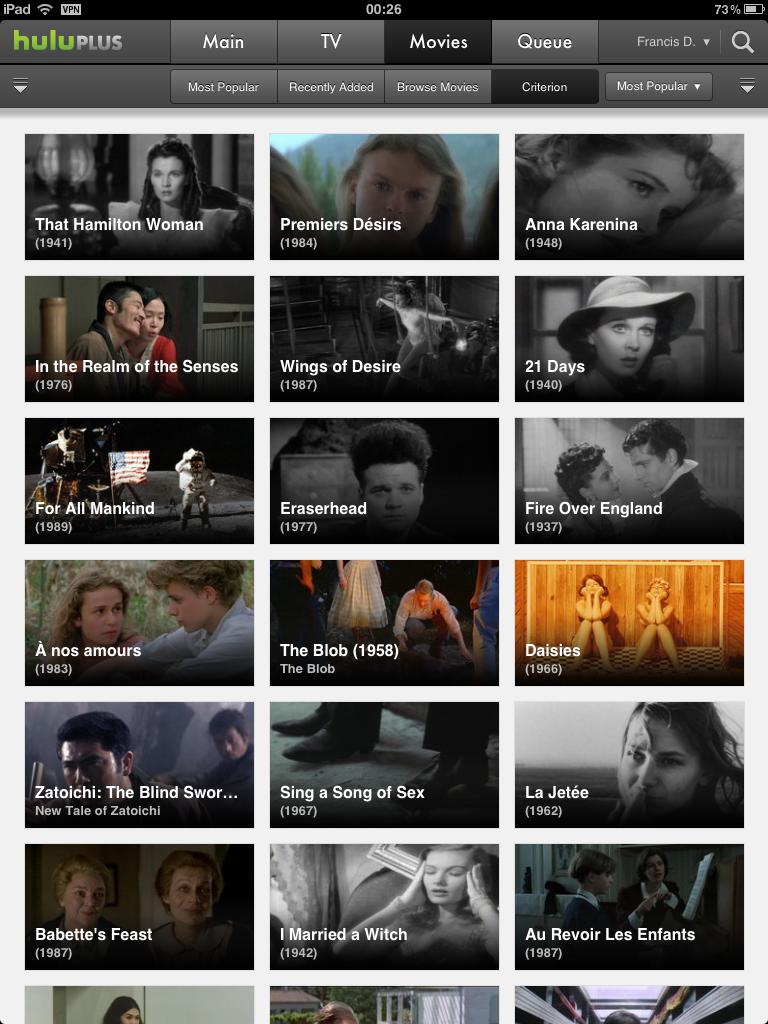 iPad VPN 00:26 73%
huluPLUS Main TV Movies Queue Francis D.
Most Popular Recently Added Browse Movies Criterion Most Popular
That Hamilton Woman
(1941)
Premiers Désirs
(1984)
Anna Karenina
(1948)
In the Realm of the Senses
(1976)
Wings of Desire
(1987)
21 Days
(1940)
For All Mankind
(1989)
Eraserhead
(1977)
Fire Over England
(1937)
À nos amours
(1983)
The Blob (1958)
The Blob
Daisies
(1966)
Zatoichi: The Blind Swor...
New Tale of Zatoichi
Sing a Song of Sex
(1967)
La Jetée
(1962)
Babette's Feast
(1987)
I Married a Witch
(1942)
Au Revoir Les Enfants
(1987)